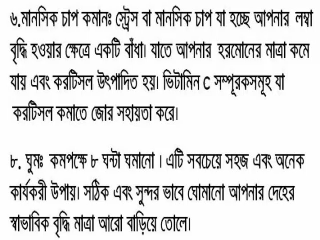 ৬.মানসিক চাপ কমানঃ স্ট্রেস বা মানসিক চাপ যা হচ্ছে আপনার লম্বা
বৃদ্ধি হওয়ার ক্ষেত্রে একটি বাঁধা। যাতে আপনার হরমোনের মাত্রা কমে
যায় এবং করটিসল উৎপাদিত হয়। ভিটামিন c সম্পূরকসমূহ যা
করটিসল কমাতে জোর সহায়তা করে।
৮. ঘুমঃ কমপক্ষে ৮ ঘন্টা ঘমানো । এটি সবচেয়ে সহজ এবং অনেক
কার্যকরী উপায়। সঠিক এবং সুন্দর ভাবে ঘোমানো আপনার দেহের
স্বাভাবিক বৃদ্ধি মাত্রা আরো বাড়িয়ে তোলে।